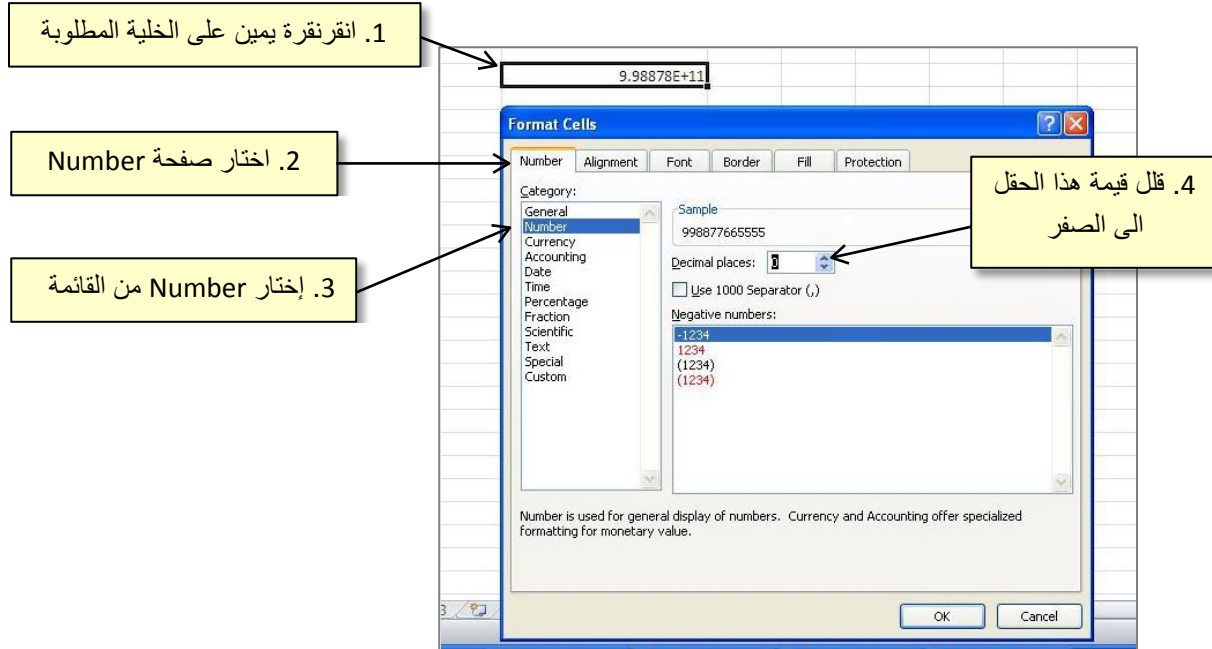 1. انقرنقرة يمين على الخلية المطلوبة
9.98878E+11
Format Cells
2. اختار صفحة Number
Number Alignment Font Border Fill Protection
4. قلل قيمة هذا الحقل
الى الصفر
Category:
General
Number
Currency
Accounting
Date
Time
Percentage
Fraction
Scientific
Text
Special
Custom
3. إختار Number من القائمة
Sample
998877665555
Decimal places: 0
Use 1000 Separator (,)
Negative numbers:
-1234
1234
(1234)
(1234)
Number is used for general display of numbers. Currency and Accounting offer specialized
formatting for monetary value.
OK Cancel